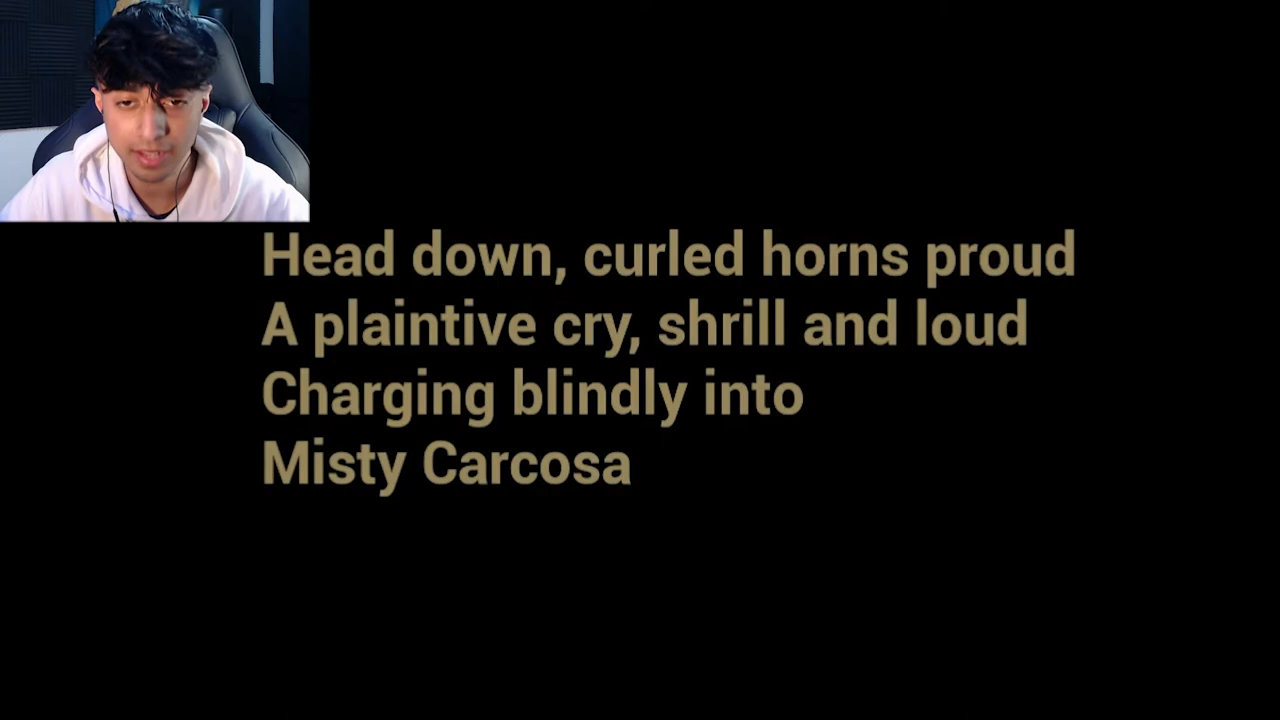 Head down, curled horns proud
A plaintive cry, shrill and loud
Charging blindly into
Misty Carcosa